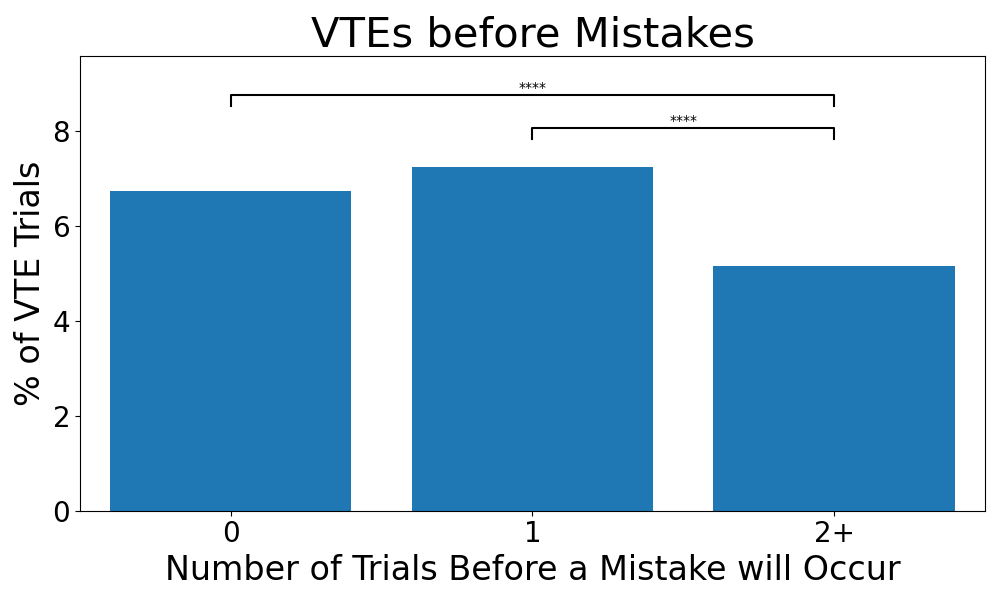 VTEs before Mistakes
****
****
% of VTE Trials
8
6
4
2
0
0 1 2+
Number of Trials Before a Mistake will Occur